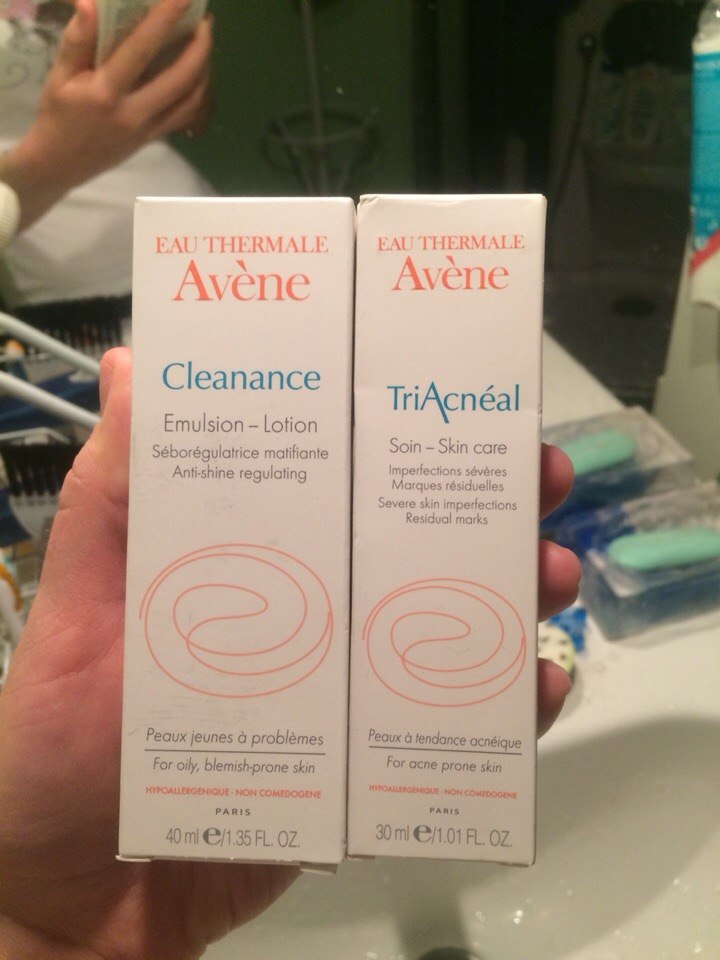 EAU THERMALE
Avène
Cleanance
Emulsion – Lotion
Séborégulatrice matifiante
Anti-shine regulating
Peaux jeunes à problèmes
For oily, blemish-prone skin
HYPOALLERGENIQUE - NON COMEDOGENE
PARIS
40 ml e/1.35 FL. OZ.
EAU THERMALE
Avène
TriAcnéal
Soin – Skin care
Imperfections sévères
Marques résiduelles
Severe skin imperfections
Residual marks
Peaux à tendance acnéique
For acne prone skin
HYPOALLERGENIQUE - NON COMEDOGENE
PARIS
30 ml e/1.01 FL. OZ.